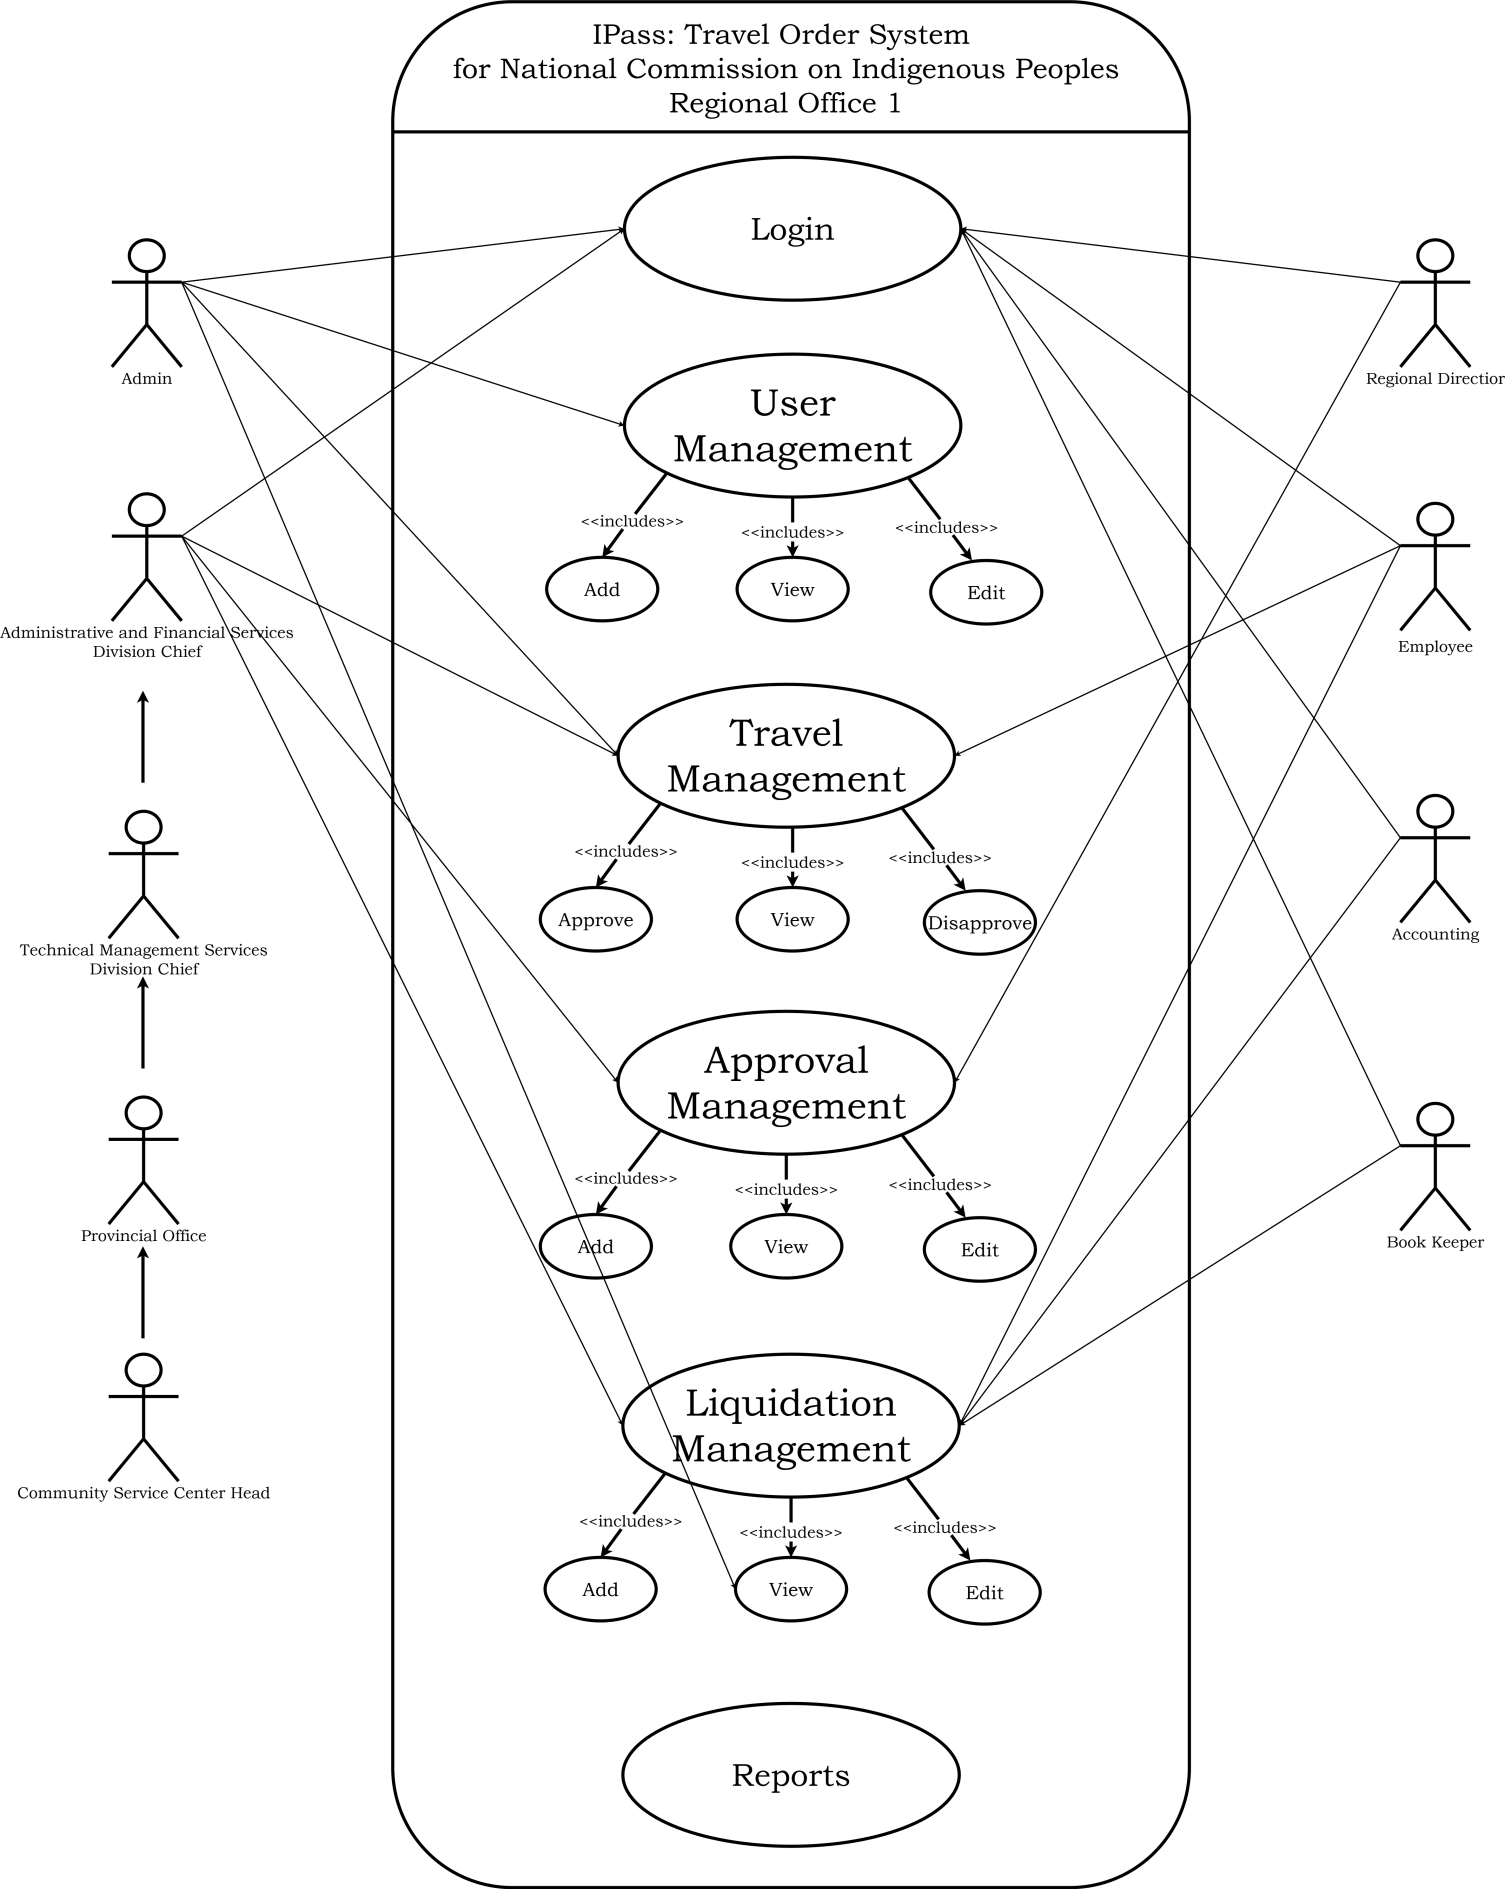 IPass: Travel Order System
for National Commission on Indigenous Peoples
Regional Office 1
Login
Admin
Regional Directior
User
Management
<<includes>>
<<includes>>
<<includes>>
Add
View
Edit
Administrative and Financial Services
Division Chief
Employee
Travel
Management
<<includes>>
<<includes>>
<<includes>>
Approve
View
Disapprove
Technical Management Services
Division Chief
Accounting
Approval
Management
<<includes>>
<<includes>>
<<includes>>
Add
View
Edit
Provincial Office
Book Keeper
Liquidation
Management
<<includes>>
<<includes>>
<<includes>>
Add
View
Edit
Community Service Center Head
Reports